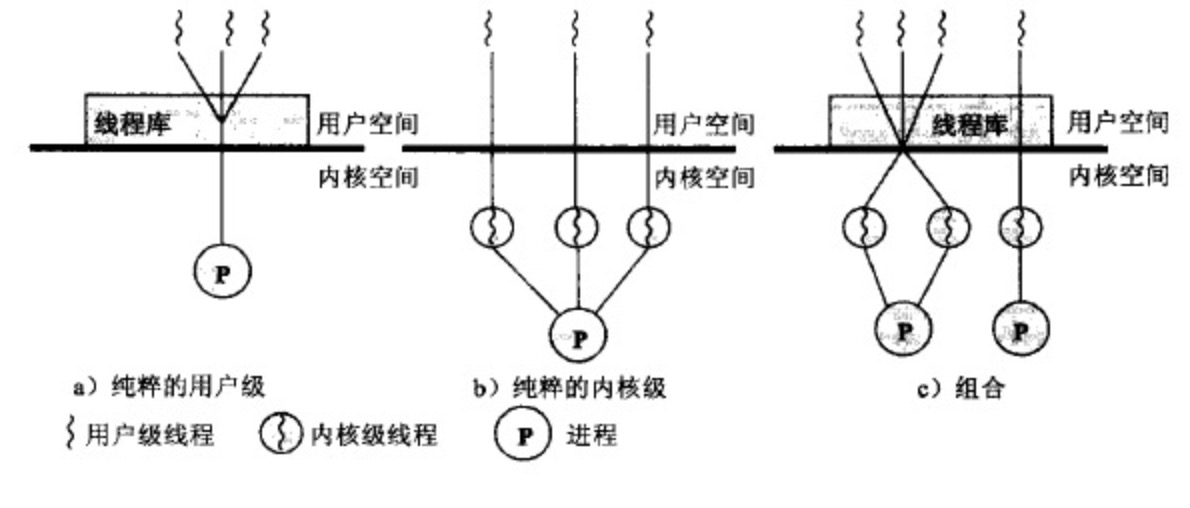 线程库 用户空间 用户空间 线程库 用户空间
内核空间 内核空间 内核空间
P
P P P
a）纯粹的用户级 b）纯粹的内核级 c）组合
用户级线程 内核级线程 P 进程